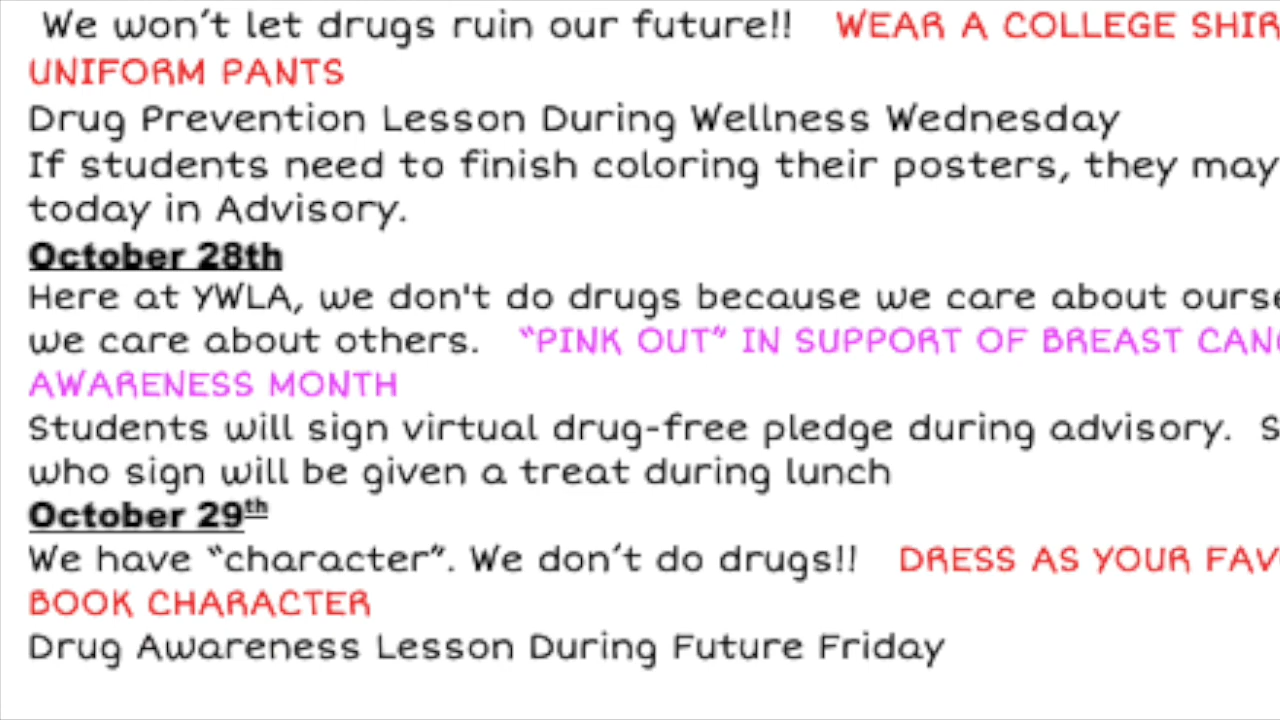 We won't let drugs ruin our future!! WEAR A COLLEGE
UNIFORM PANTS
Drug Prevention Lesson During Wellness Wednesday
If students need to finish coloring their posters, they may
today in Advisory.
October 28th
Here at YWLA, we don't do drugs because we care about
we care about others. “PINK OUT” IN SUPPORT OF BREAST
AWARENESS MONTH
Students will sign virtual drug-free pledge during advisory.
who sign will be given a treat during lunch
October 29th
We have “character”. We don't do drugs!! DRESS AS YOUR
BOOK CHARACTER
Drug Awareness Lesson During Future Friday